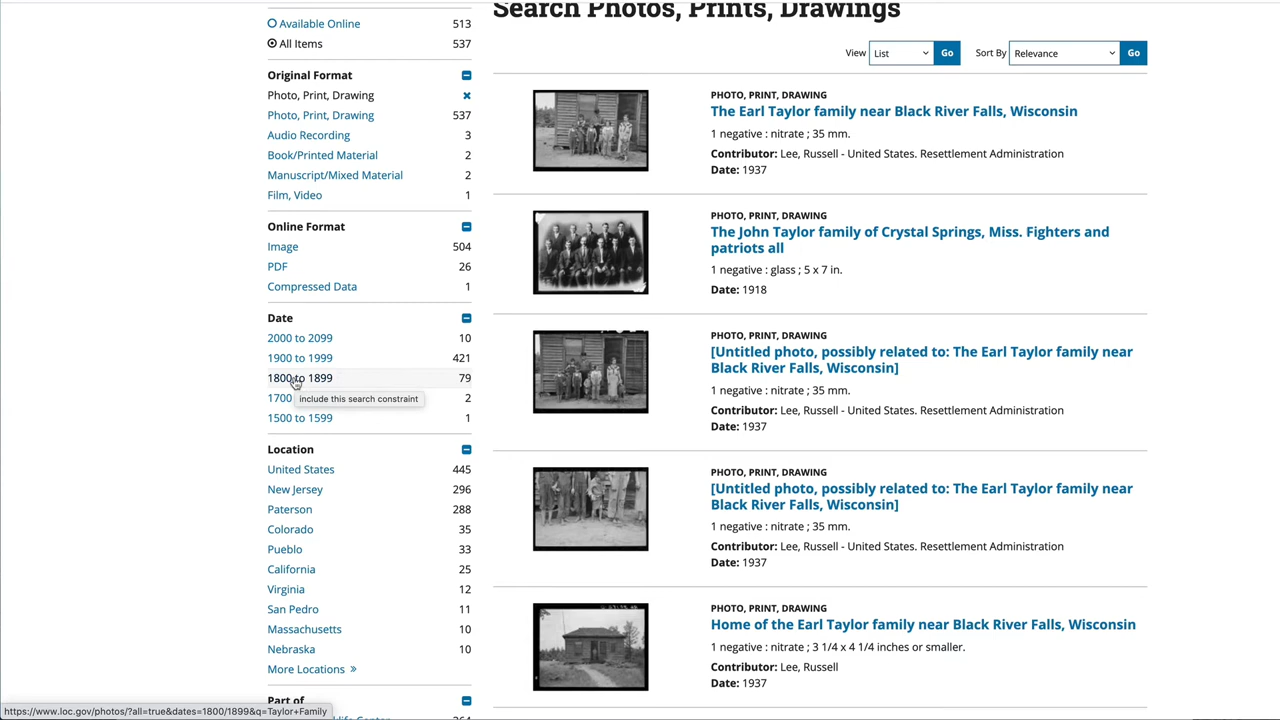 Search Photos, Prints, Drawings
Available Online 513
All Items 537
Original Format
Photo, Print, Drawing
Photo, Print, Drawing 537
Audio Recording 3
Book/Printed Material 2
Manuscript/Mixed Material 2
Film, Video 1
Online Format
Image 504
PDF 26
Compressed Data 1
Date
2000 to 2099 10
1900 to 1999 421
1800 to 1899 79
1700 2
include this search constraint
1500 to 1599 1
Location
United States 445
New Jersey 296
Paterson 288
Colorado 35
Pueblo 33
California 25
Virginia 12
San Pedro 11
Massachusetts 10
Nebraska 10
More Locations »
Part of
https://www.loc.gov/photos/?all=true&dates=1800/1899&q=Taylor+Family
View List Go Sort By Relevance Go
PHOTO, PRINT, DRAWING
The Earl Taylor family near Black River Falls, Wisconsin
1 negative : nitrate ; 35 mm.
Contributor: Lee, Russell - United States. Resettlement Administration
Date: 1937
PHOTO, PRINT, DRAWING
The John Taylor family of Crystal Springs, Miss. Fighters and
patriots all
1 negative : glass ; 5 x 7 in.
Date: 1918
PHOTO, PRINT, DRAWING
[Untitled photo, possibly related to: The Earl Taylor family near
Black River Falls, Wisconsin]
1 negative : nitrate ; 35 mm.
Contributor: Lee, Russell - United States. Resettlement Administration
Date: 1937
PHOTO, PRINT, DRAWING
[Untitled photo, possibly related to: The Earl Taylor family near
Black River Falls, Wisconsin]
1 negative : nitrate ; 35 mm.
Contributor: Lee, Russell - United States. Resettlement Administration
Date: 1937
PHOTO, PRINT, DRAWING
Home of the Earl Taylor family near Black River Falls, Wisconsin
1 negative : nitrate ; 3 1/4 x 4 1/4 inches or smaller.
Contributor: Lee, Russell
Date: 1937